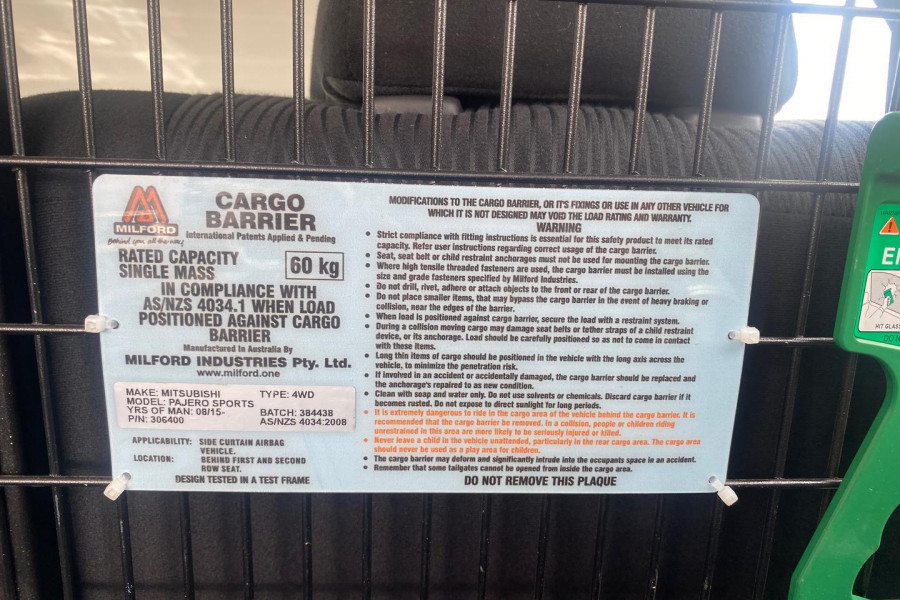 MILFORD
Behind you all the way!
CARGO
BARRIER
International Patents Applied & Pending
RATED CAPACITY
SINGLE MASS
60 kg
IN COMPLIANCE WITH
AS/NZS 4034.1 WHEN LOAD
POSITIONED AGAINST CARGO
BARRIER
Manufactured In Australia By
MILFORD INDUSTRIES Pty. Ltd.
www.milford.one
MAKE: MITSUBISHI TYPE: 4WD
MODEL: PAJERO SPORTS
YRS OF MAN: 08/15- BATCH: 384438
P/N: 306400 AS/NZS 4034:2008
APPLICABILITY: SIDE CURTAIN AIRBAG
VEHICLE.
LOCATION: BEHIND FIRST AND SECOND
ROW SEAT.
DESIGN TESTED IN A TEST FRAME
MODIFICATIONS TO THE CARGO BARRIER, OR IT'S FIXINGS OR USE IN ANY OTHER VEHICLE FOR
WHICH IT IS NOT DESIGNED MAY VOID THE LOAD RATING AND WARRANTY.
WARNING
• Strict compliance with fitting instructions is essential for this safety product to meet its rated
capacity. Refer user instructions regarding correct usage of the cargo barrier.
• Seat, seat belt or child restraint anchorages must not be used for mounting the cargo barrier.
• Where high tensile threaded fasteners are used, the cargo barrier must be installed using the
size and grade fasteners specified by Milford Industries.
• Do not drill, rivet, adhere or attach objects to the front or rear of the cargo barrier.
• Do not place smaller items, that may bypass the cargo barrier in the event of heavy braking or
collision, near the edges of the barrier.
• When load is positioned against cargo barrier, secure the load with a restraint system.
• During a collision moving cargo may damage seat belts or tether straps of a child restraint
device, or its anchorage. Load should be carefully positioned so as not to come in contact
with these items.
• Long thin items of cargo should be positioned in the vehicle with the long axis across the
vehicle, to minimize the penetration risk.
• If involved in an accident or accidentally damaged, the cargo barrier should be replaced and
the anchorage's repaired to as new condition.
• Clean with soap and water only. Do not use solvents or chemicals. Discard cargo barrier if it
becomes rusted. Do not expose to direct sunlight for long periods.
• It is extremely dangerous to ride in the cargo area of the vehicle behind the cargo barrier. It is
recommended that the cargo barrier be removed. In a collision, people or children riding
unrestrained in this area are more likely to be seriously injured or killed.
• Never leave a child in the vehicle unattended, particularly in the rear cargo area. The cargo area
should never be used as a play area for children.
• The cargo barrier may deform and significantly intrude into the occupants space in an accident.
• Remember that some tailgates cannot be opened from inside the cargo area.
DO NOT REMOVE THIS PLAQUE
HIT GLASS